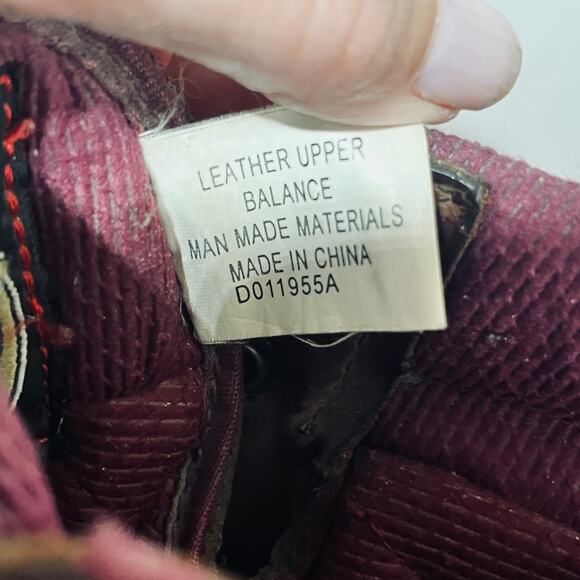 LEATHER UPPER
BALANCE
MAN MADE MATERIALS
MADE IN CHINA
D011955A